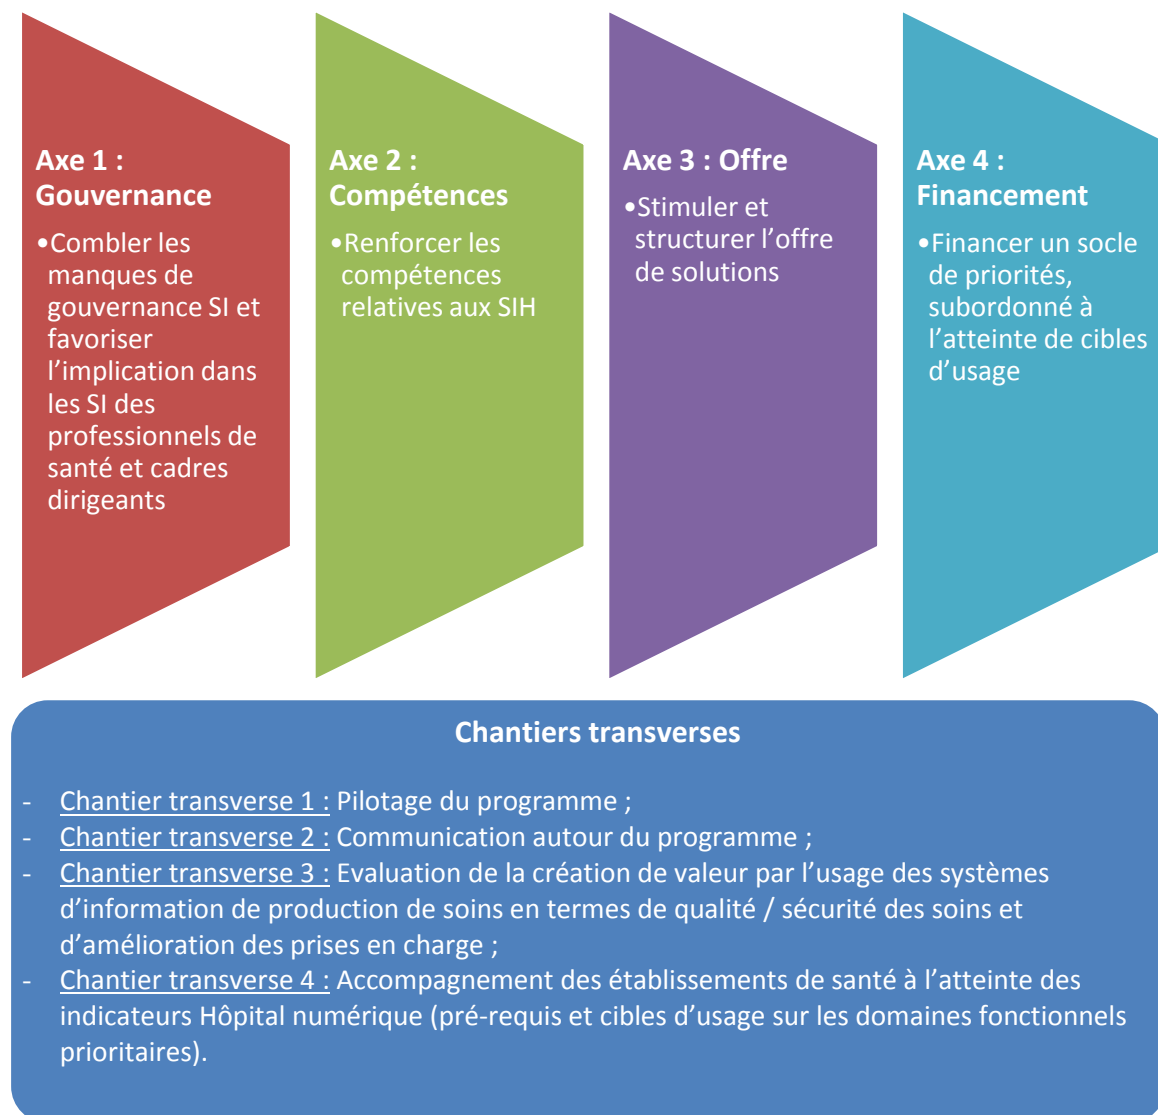 Axe 1 :
Gouvernance
•Combler les
manques de
gouvernance SI et
favoriser
l’implication dans
les SI des
professionnels de
santé et cadres
dirigeants
Axe 2 :
Compétences
•Renforcer les
compétences
relatives aux SIH
Axe 3 : Offre
•Stimuler et
structurer l’offre
de solutions
Axe 4 :
Financement
•Financer un socle
de priorités,
subordonné à
l’atteinte de cibles
d’usage
Chantiers transverses
- Chantier transverse 1 : Pilotage du programme ;
- Chantier transverse 2 : Communication autour du programme ;
- Chantier transverse 3 : Evaluation de la création de valeur par l’usage des systèmes
d’information de production de soins en termes de qualité / sécurité des soins et
d’amélioration des prises en charge ;
- Chantier transverse 4 : Accompagnement des établissements de santé à l’atteinte des
indicateurs Hôpital numérique (pré-requis et cibles d’usage sur les domaines fonctionnels
prioritaires).